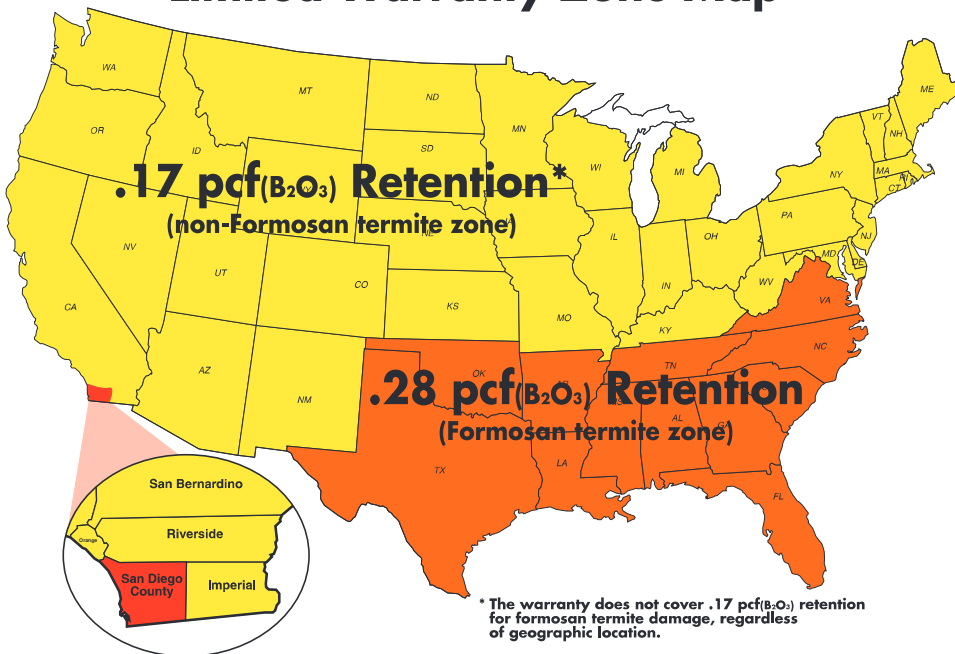 Limited Warranty Zone Map
WA
MT
ND
ME
OR
ID
MN
VT
NH
SD
WI
MI
NY
MA
RI
CT
.17 pcf(B₂O₃) Retention*
(non-Formosan termite zone)
NE
IA
PA
NJ
NV
IL
OH
MD
DE
UT
CO
IN
WV
CA
KS
MO
VA
KY
NC
AZ
OK
TN
NM
.28 pcf(B₂O₃) Retention
(Formosan termite zone)
AL
GA
TX
LA
FL
San Bernardino
Orange
Riverside
San Diego
County
Imperial
* The warranty does not cover .17 pcf(B₂O₃) retention
for formosan termite damage, regardless
of geographic location.